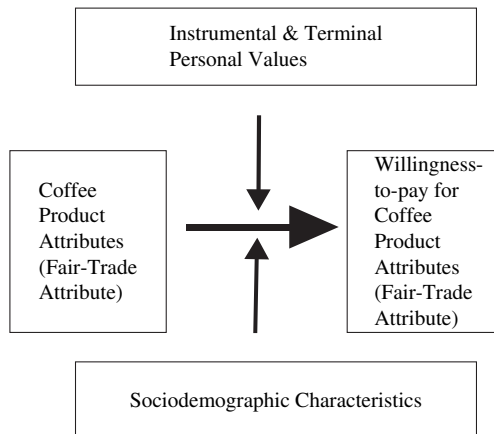 Instrumental & Terminal
Personal Values
Coffee
Product
Attributes
(Fair-Trade
Attribute)
Willingness-
to-pay for
Coffee
Product
Attributes
(Fair-Trade
Attribute)
Sociodemographic Characteristics